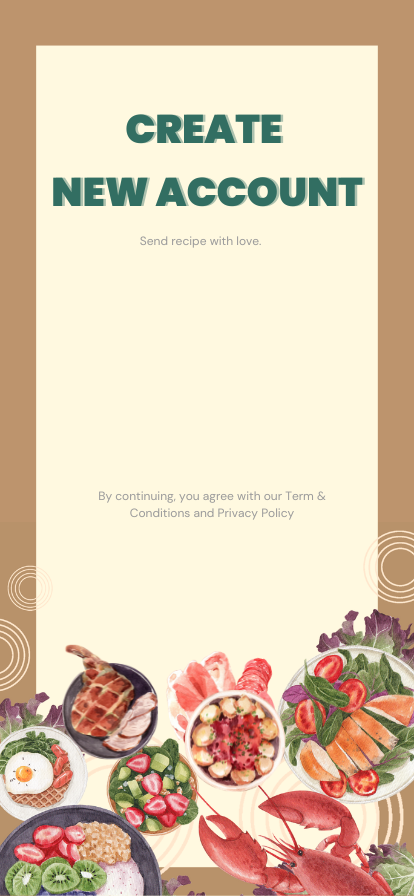 CREATE
NEW ACCOUNT
Send recipe with love.
By continuing, you agree with our Term &
Conditions and Privacy Policy